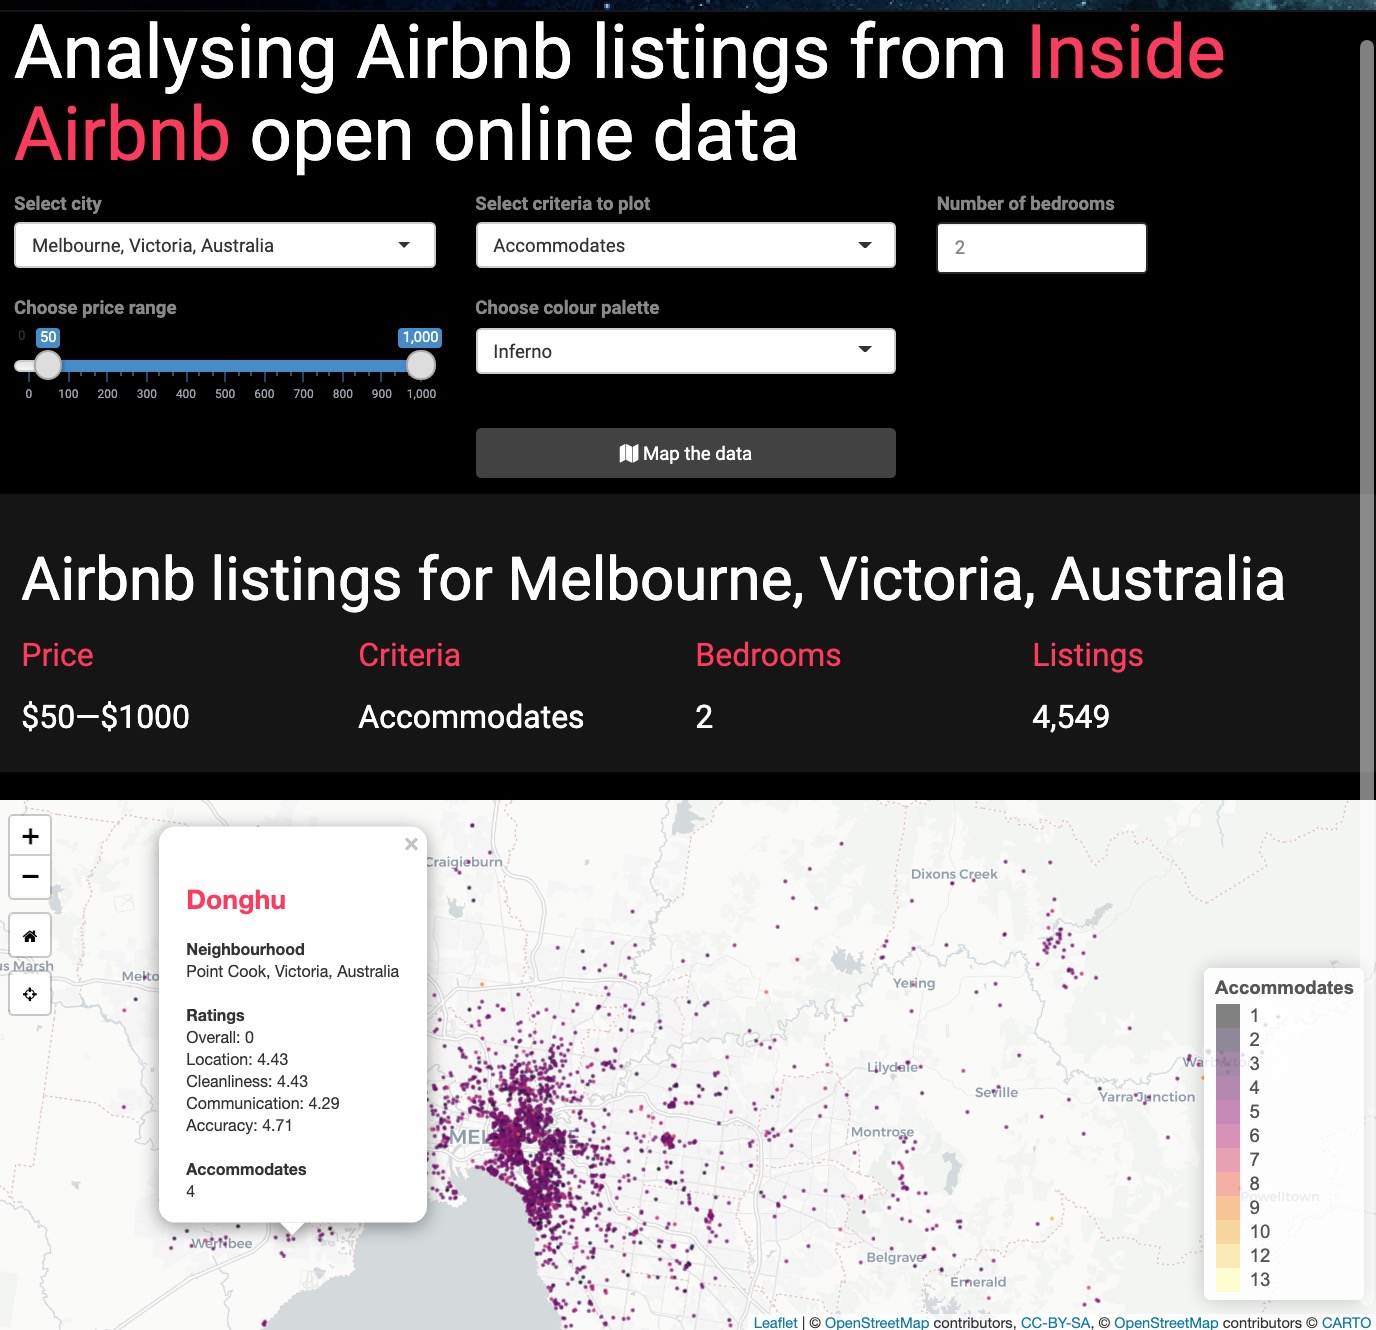 Analysing Airbnb listings from Inside
Airbnb open online data
Select city
Select criteria to plot
Number of bedrooms
Melbourne, Victoria, Australia
Accommodates
2
Choose price range
Choose colour palette
0
50
1,000
Inferno
0 100 200 300 400 500 600 700 800 900 1,000
Map the data
Airbnb listings for Melbourne, Victoria, Australia
Price
Criteria
Bedrooms
Listings
$50—$1000
Accommodates
2
4,549
+
−
×
Donghu
Neighbourhood
Point Cook, Victoria, Australia
Ratings
Overall: 0
Location: 4.43
Cleanliness: 4.43
Communication: 4.29
Accuracy: 4.71
Accommodates
4
Craigieburn
Dixons Creek
s Marsh
Melto
Yering
Lilydale
Seville
Yarra Junction
Montrose
Powelltown
Werribee
Belgrave
Emerald
Accommodates
1
2
3
4
5
6
7
8
9
10
12
13
Leaflet | © OpenStreetMap contributors, CC-BY-SA, © OpenStreetMap contributors © CARTO